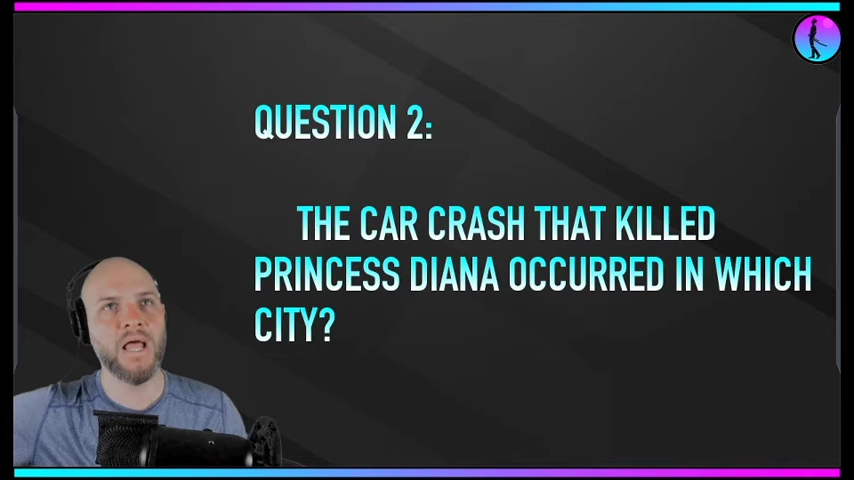 QUESTION 2:
THE CAR CRASH THAT KILLED
PRINCESS DIANA OCCURRED IN WHICH
CITY?